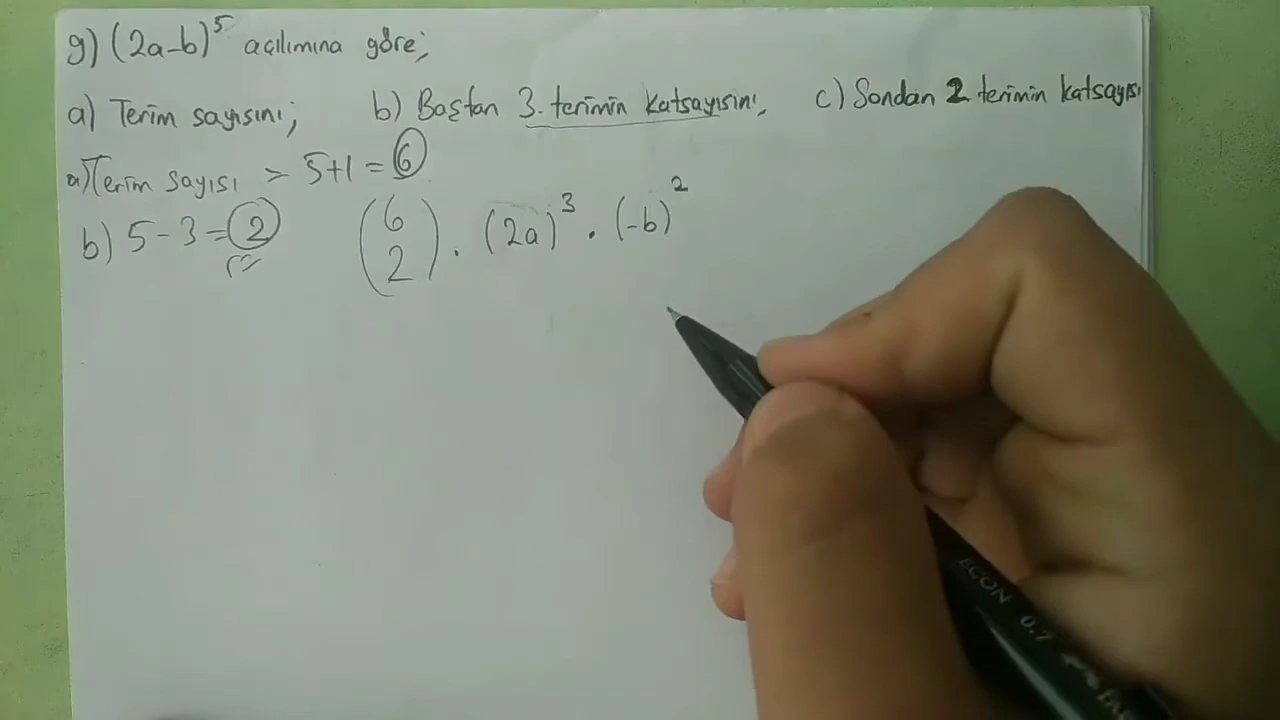 g) (2a-b)⁵ açılımına göre;
a) Terim sayısını; b) Baştan 3. terimin katsayısını, c) Sondan 2 terimin katsayısı
a) Terim sayısı > 5+1 = 6
b) 5-3=2 (6 2) . (2a)³ . (-b)²
ECON 0.7